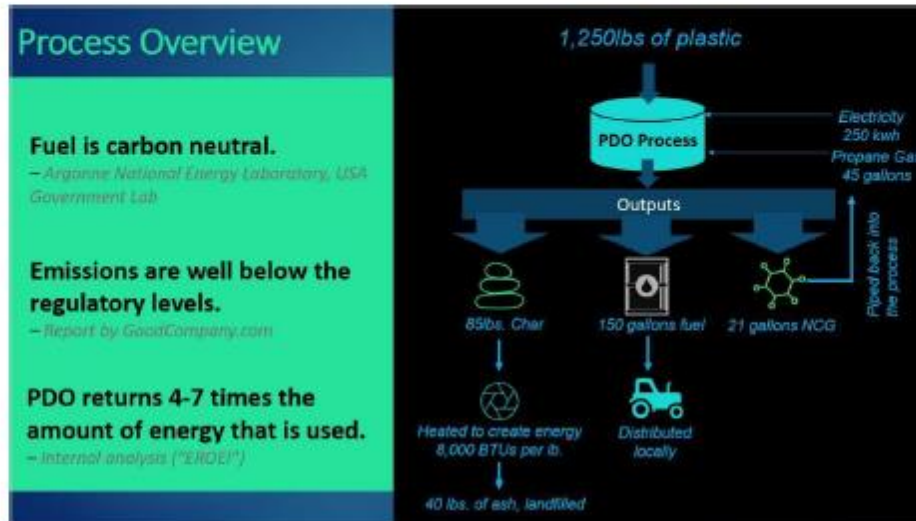 Process Overview
Fuel is carbon neutral.
– Argonne National Energy Laboratory, USA
Government Lab
Emissions are well below the
regulatory levels.
– Report by GoodCompany.com
PDO returns 4-7 times the
amount of energy that is used.
– Internal analysis ("EROEI")
1,250lbs of plastic
PDO Process
Electricity
250 kwh
Propane Ga
45 gallons
Outputs
Piped back into
the process
85lbs. Char
150 gallons fuel
21 gallons NCG
Heated to create energy
8,000 BTUs per lb.
Distributed
locally
40 lbs. of ash, landfilled